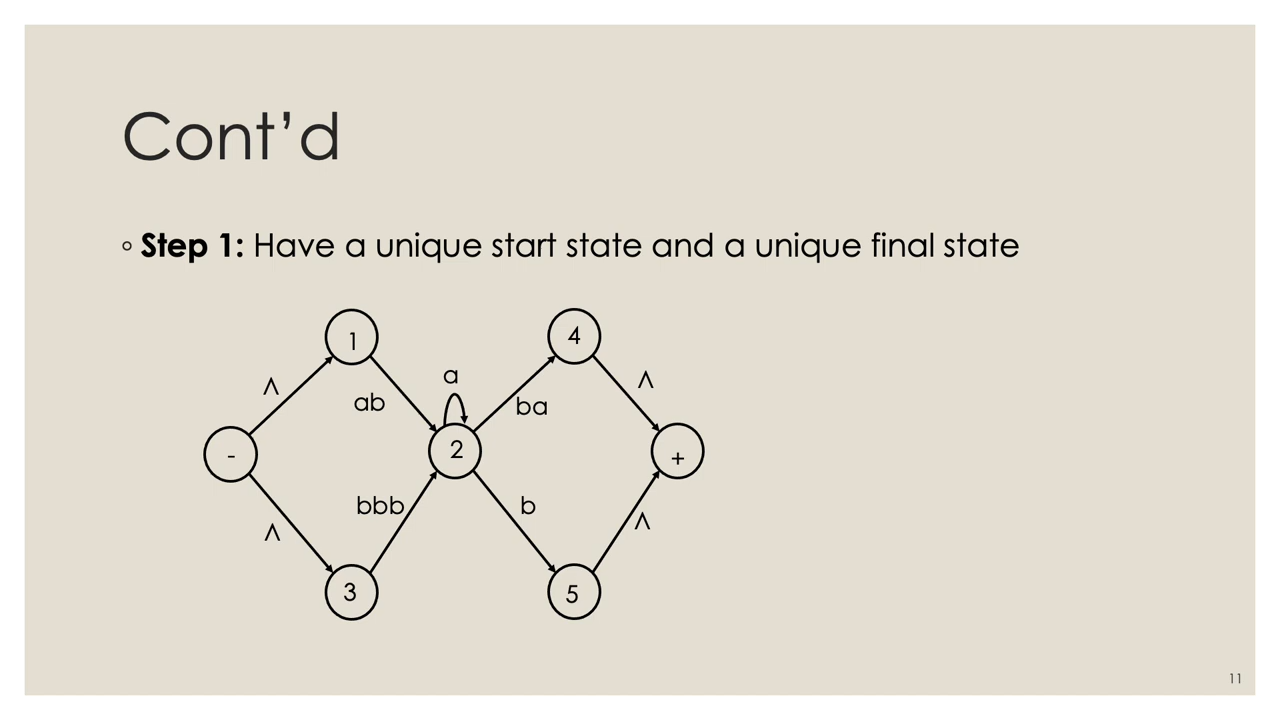 Cont’d
◦ Step 1: Have a unique start state and a unique final state
1
4
Λ
a
Λ
ab
ba
-
2
+
bbb
b
Λ
Λ
3
5
11